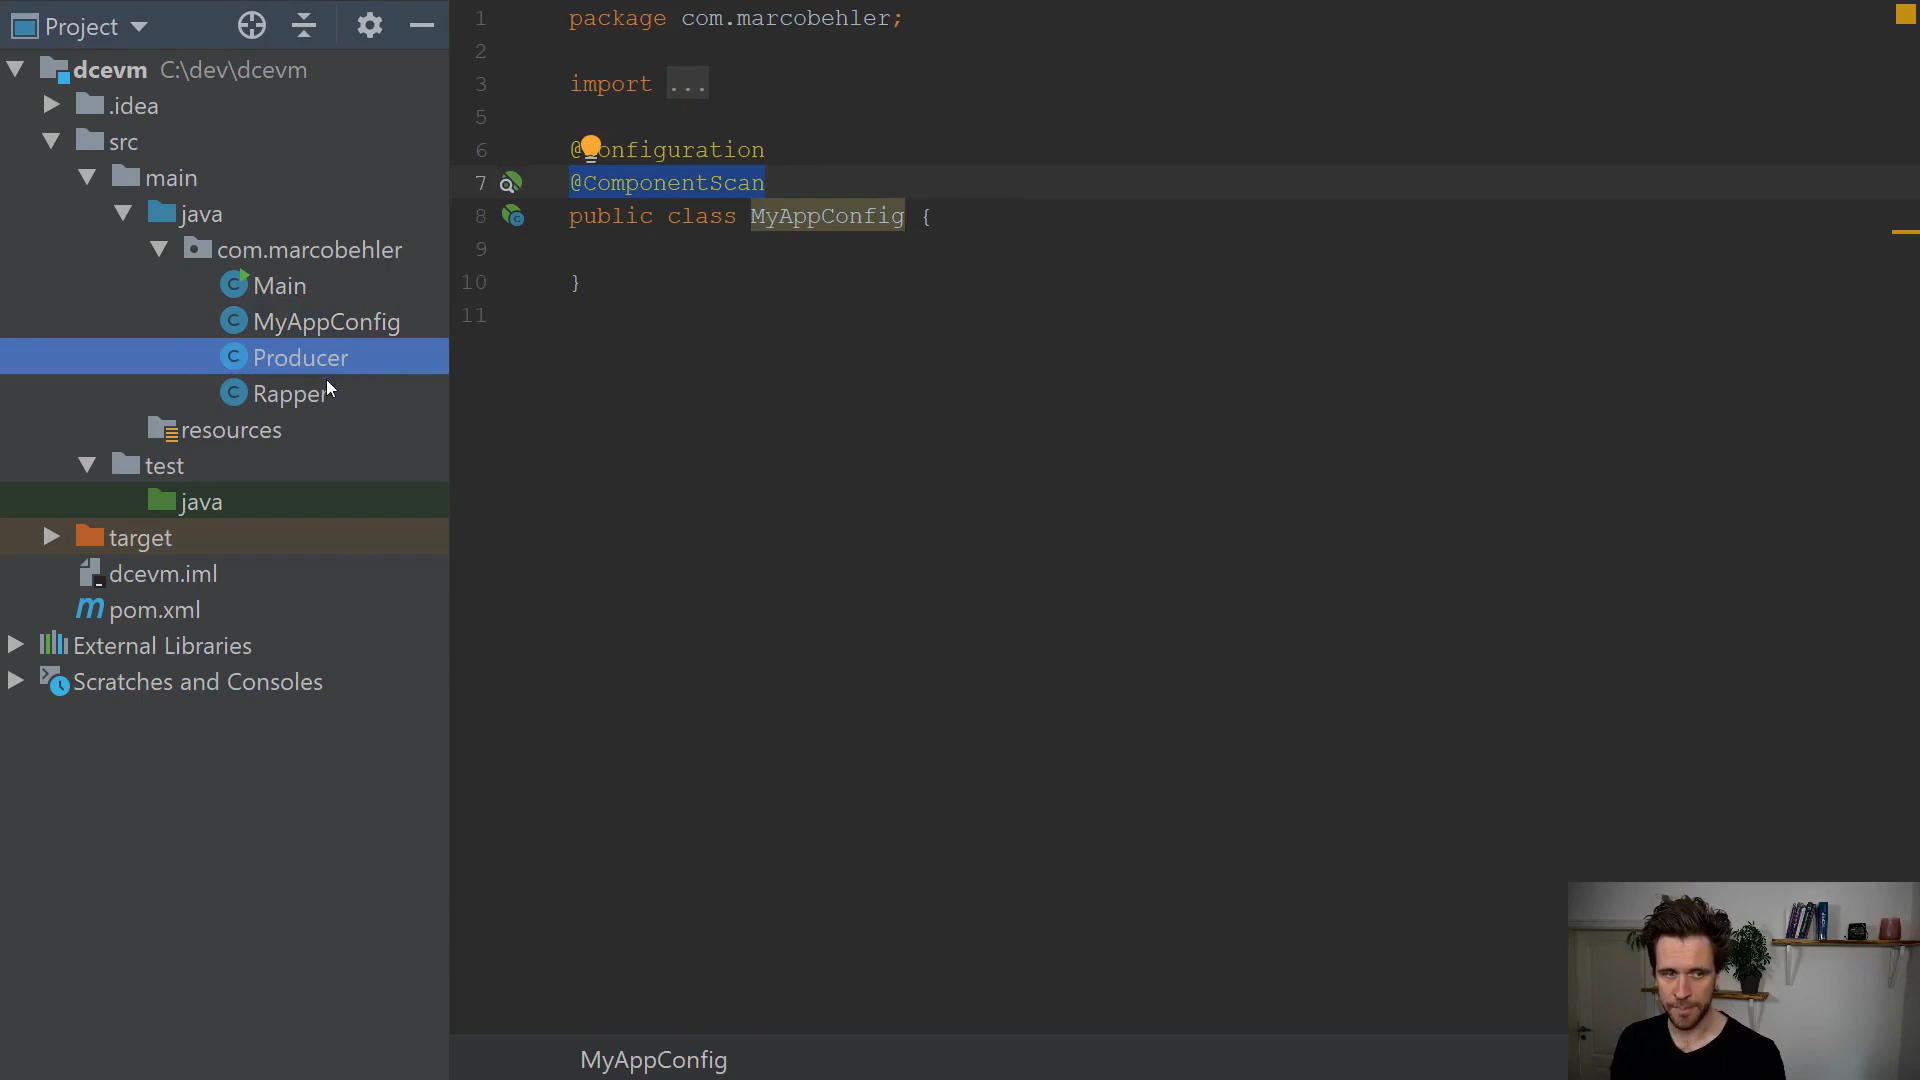 Project
dcevm C:\dev\dcevm
.idea
src
main
java
com.marcobehler
Main
MyAppConfig
Producer
Rapper
resources
test
java
target
dcevm.iml
pom.xml
External Libraries
Scratches and Consoles
1 package com.marcobehler;
2
3 import ...
5
6 @Configuration
7 @ComponentScan
8 public class MyAppConfig {
9
10 }
11
MyAppConfig